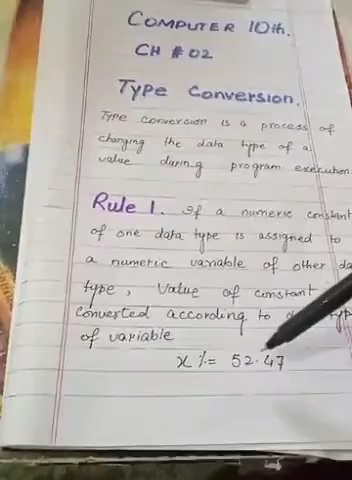 COMPUTER 10th.
CH # 02
Type Conversion.
Type conversion is a process of
changing the data type of a
value during program execution
Rule 1. If a numeric constant
of one data type is assigned to
a numeric variable of other da
type, Value of constant
converted according to
of variable
x %= 52.47